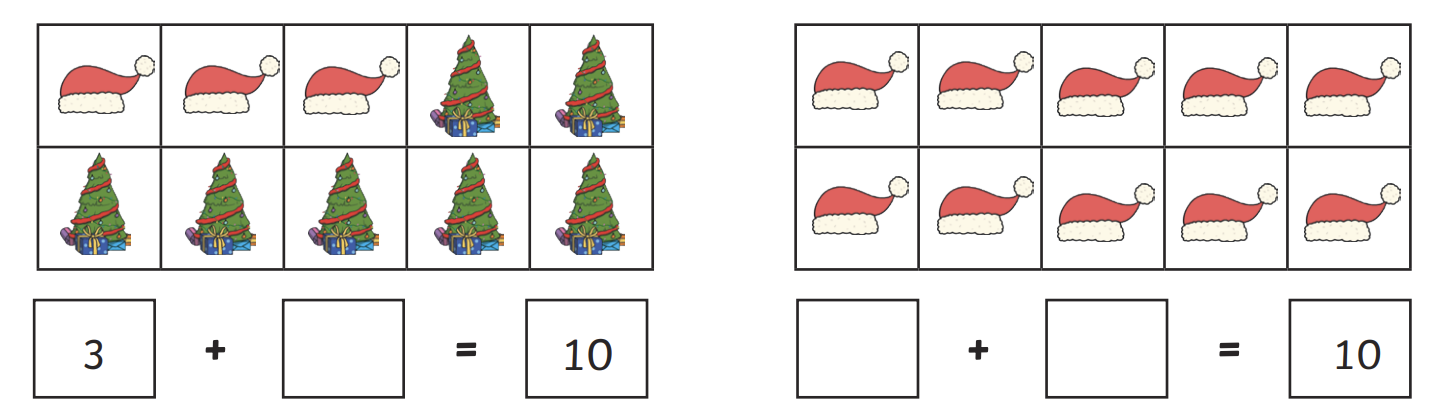 3 + = 10
+ = 10